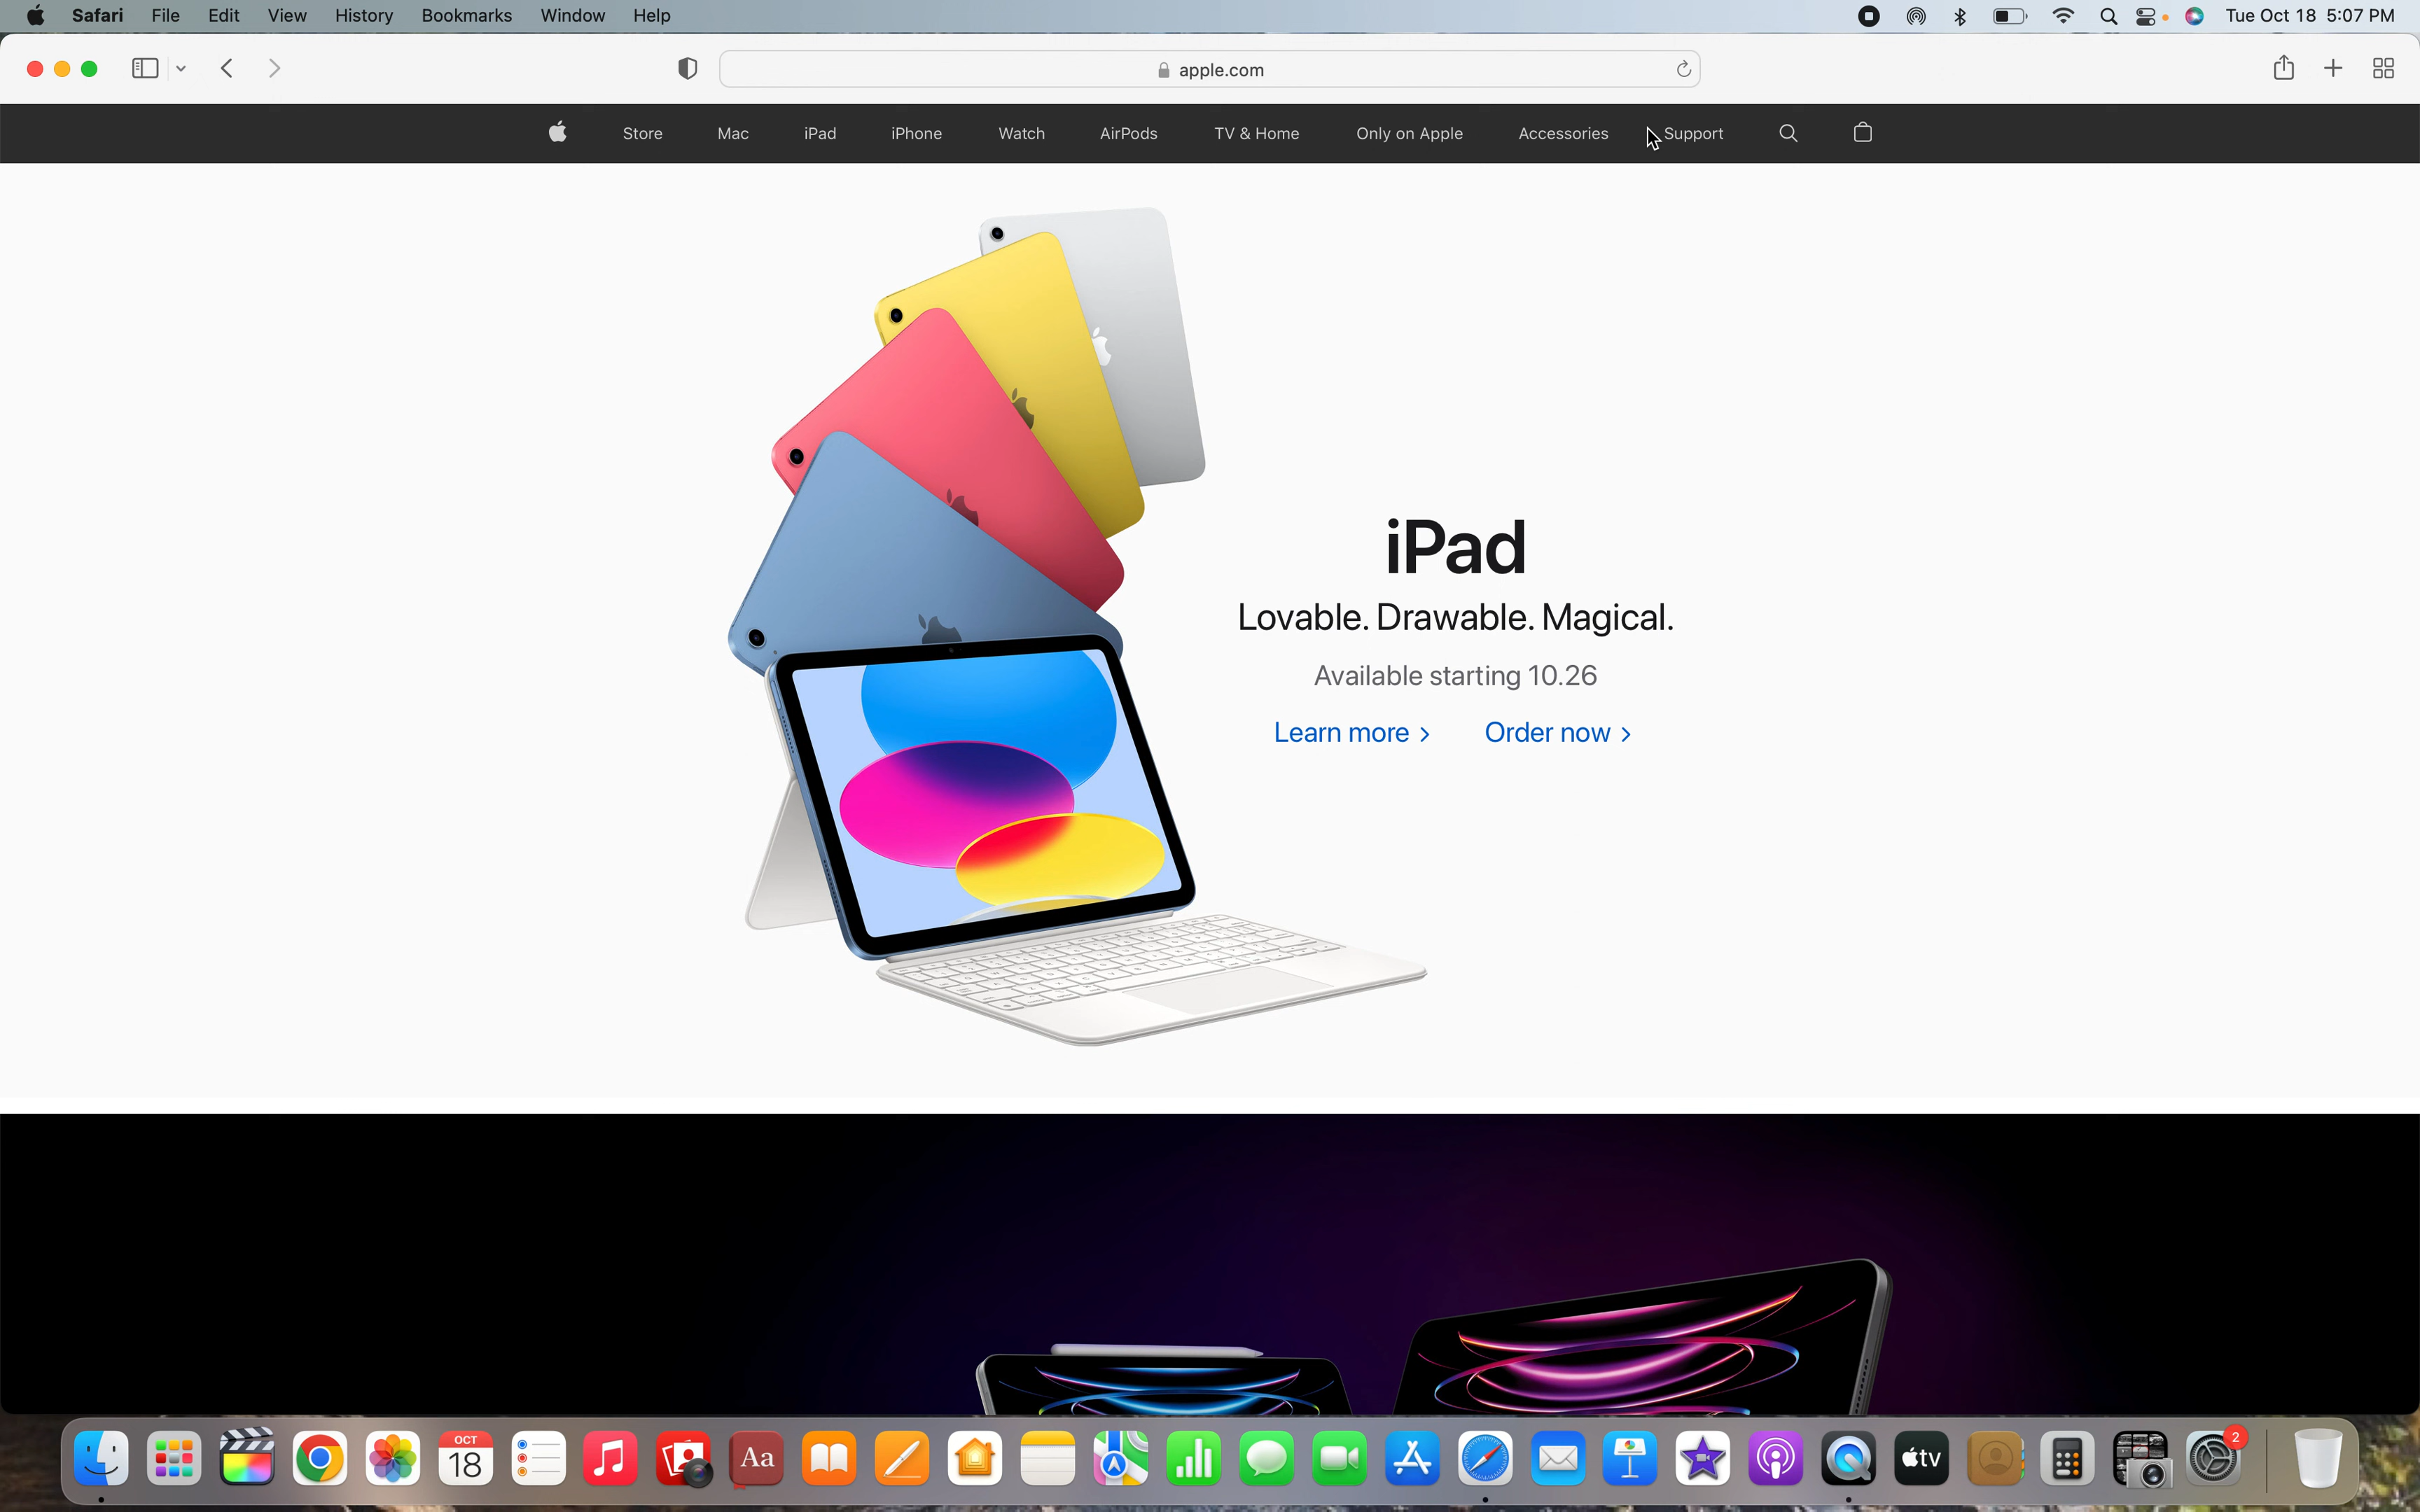 Safari File Edit View History Bookmarks Window Help Tue Oct 18 5:07 PM
apple.com
Store Mac iPad iPhone Watch AirPods TV & Home Only on Apple Accessories Support
iPad
Lovable. Drawable. Magical.
Available starting 10.26
Learn more > Order now >
OCT
18
Aa
tv
2